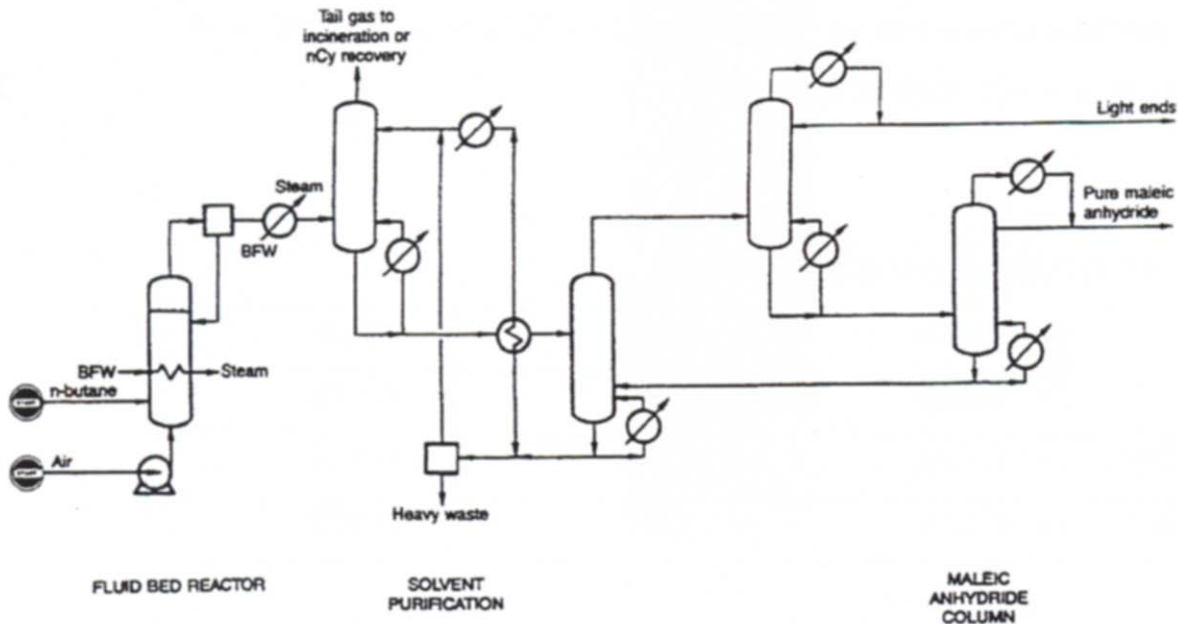 Tail gas to
incineration or
nCy recovery
Light ends
Pure maleic
anhydride
Steam
BFW
BFW
Steam
n-butane
Air
Heavy waste
FLUID BED REACTOR
SOLVENT
PURIFICATION
MALEIC
ANHYDRIDE
COLUMN